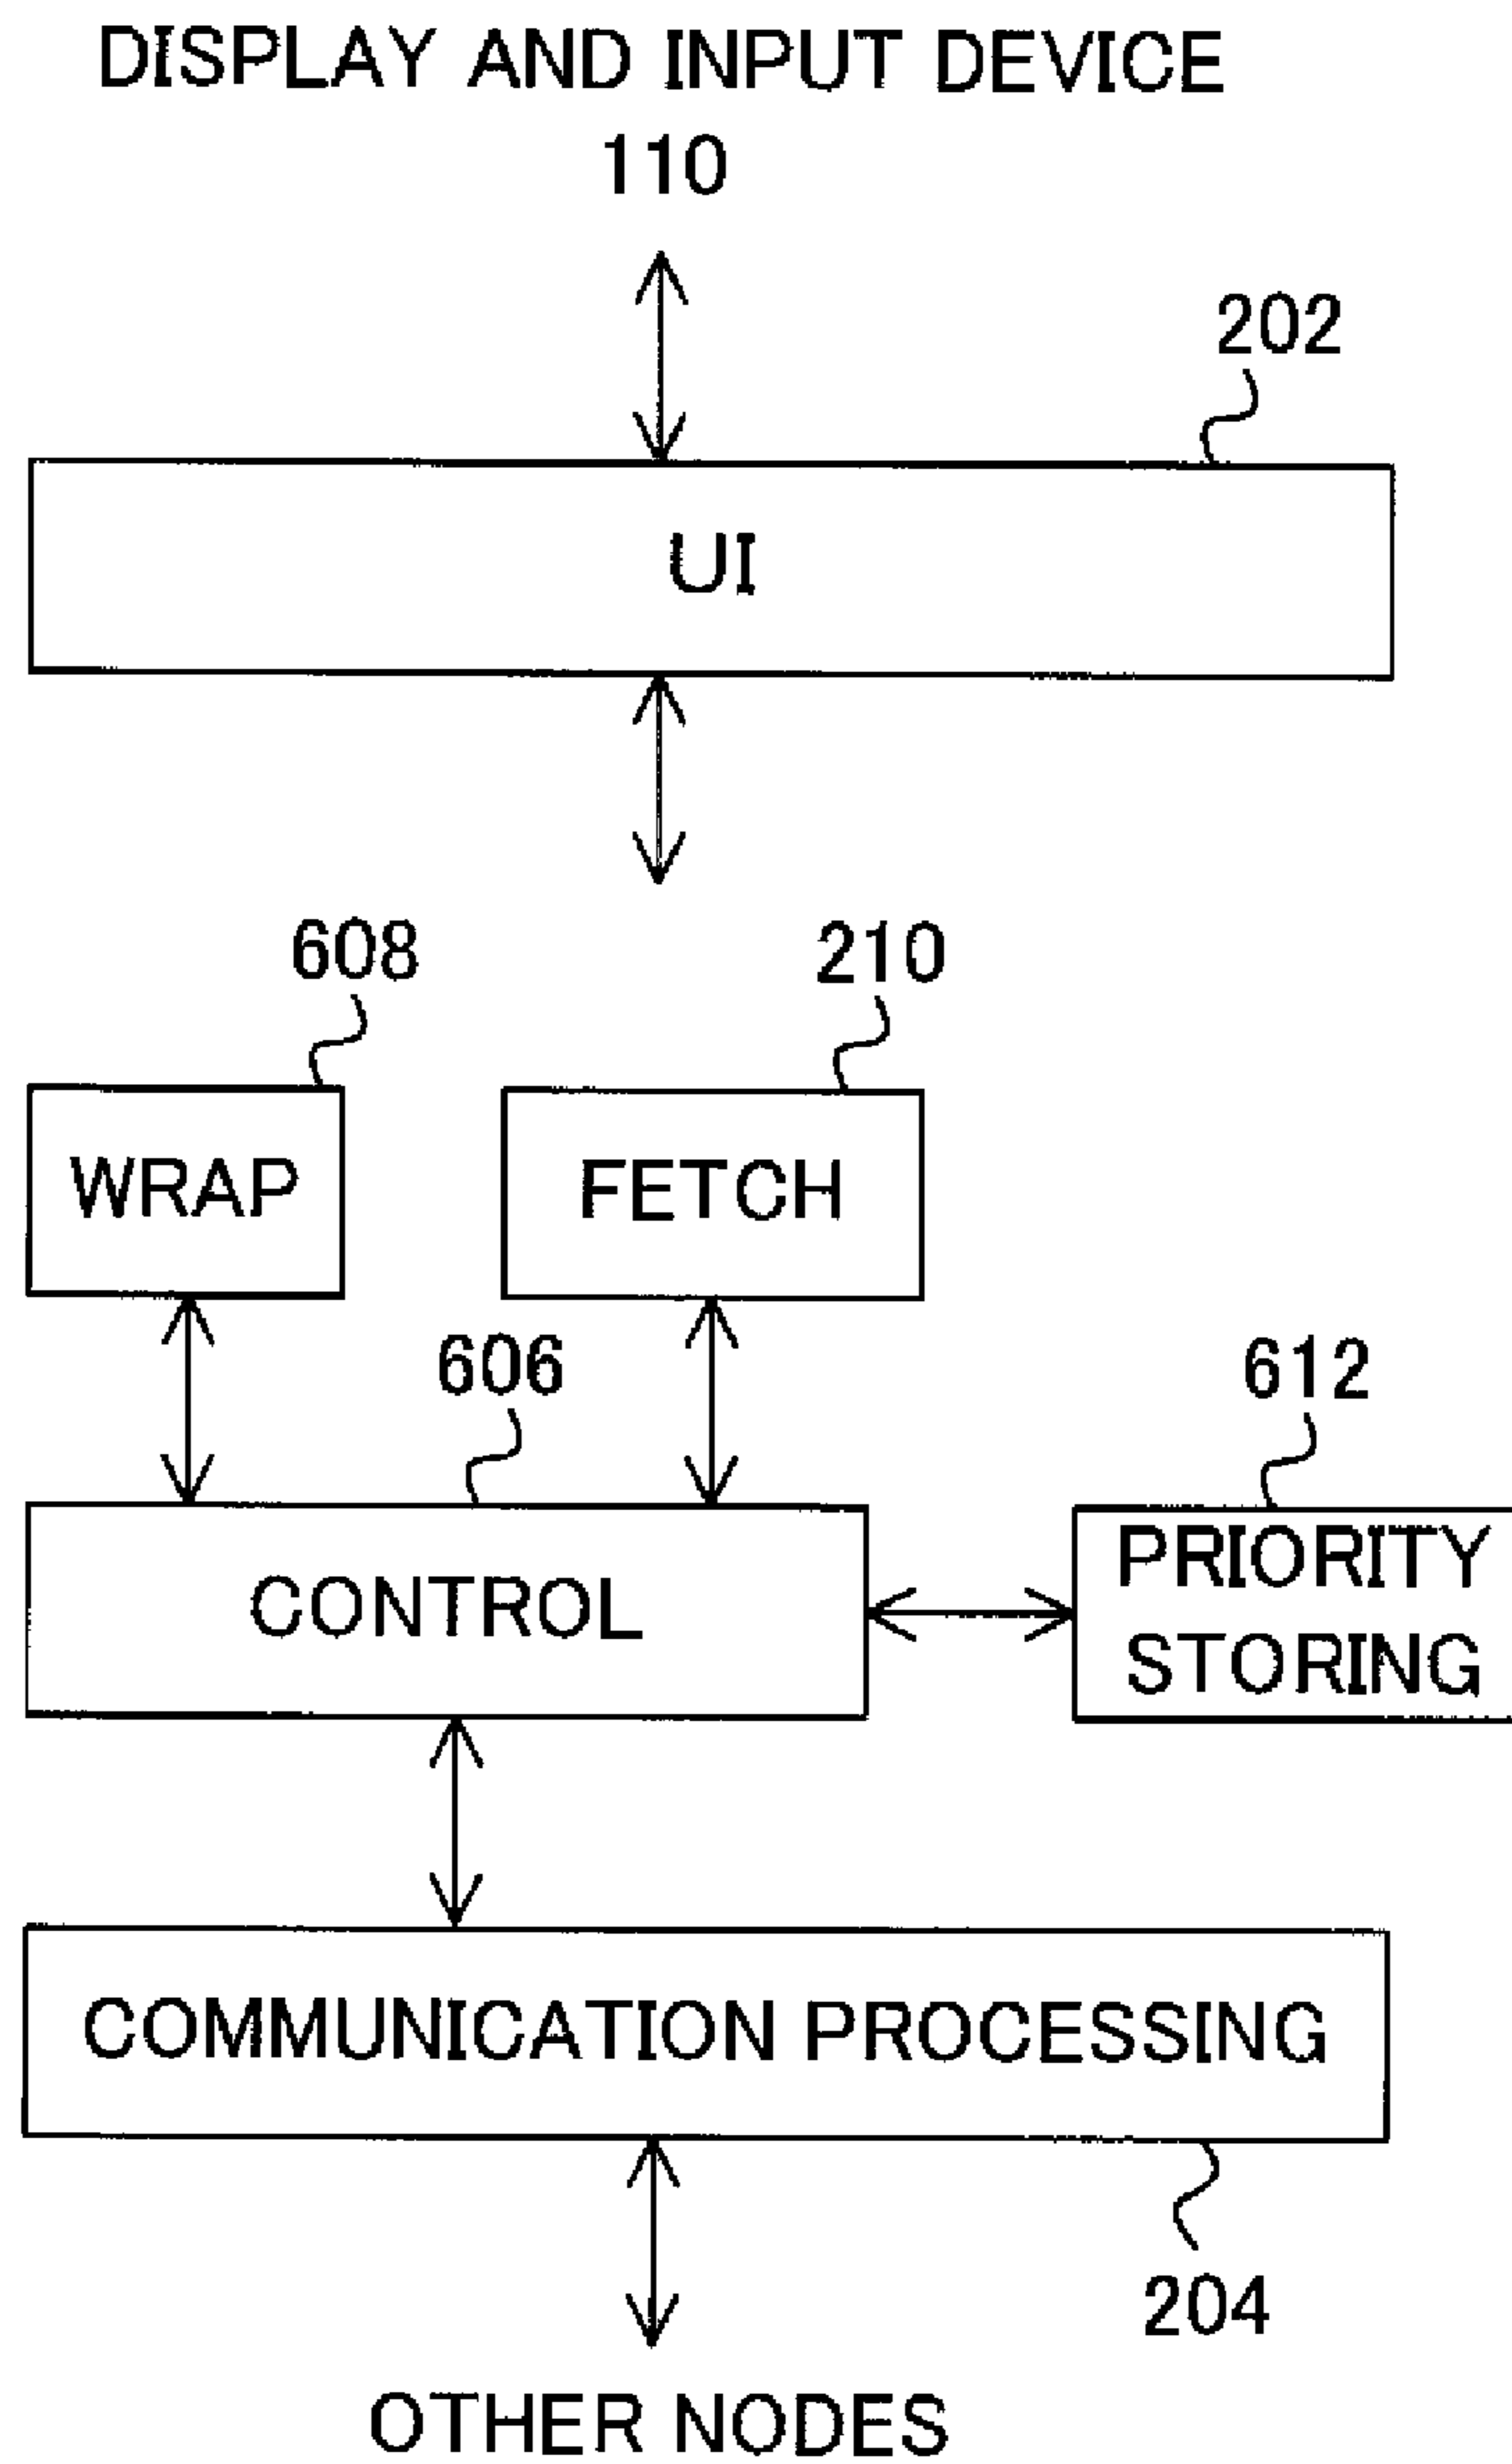 DISPLAY AND INPUT DEVICE
110
202
UI
608
210
WRAP
FETCH
606
612
CONTROL
PRIORITY
STORING
COMMUNICATION PROCESSING
204
OTHER NODES